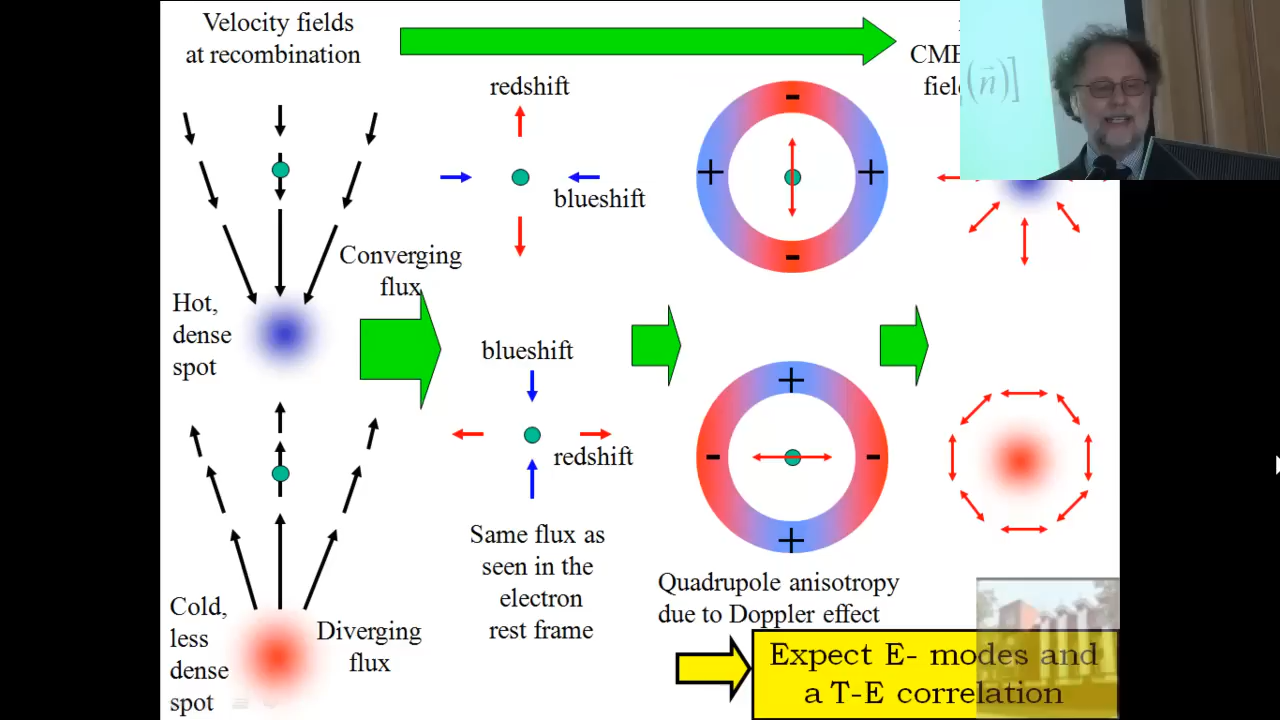 Velocity fields
at recombination
redshift
blueshift
Converging
flux
Hot,
dense
spot
blueshift
redshift
Same flux as
seen in the
electron
rest frame
Cold,
less
dense
spot
Diverging
flux
-
+ +
-
+
- -
+
Quadrupole anisotropy
due to Doppler effect
Expect E- modes and
a T-E correlation